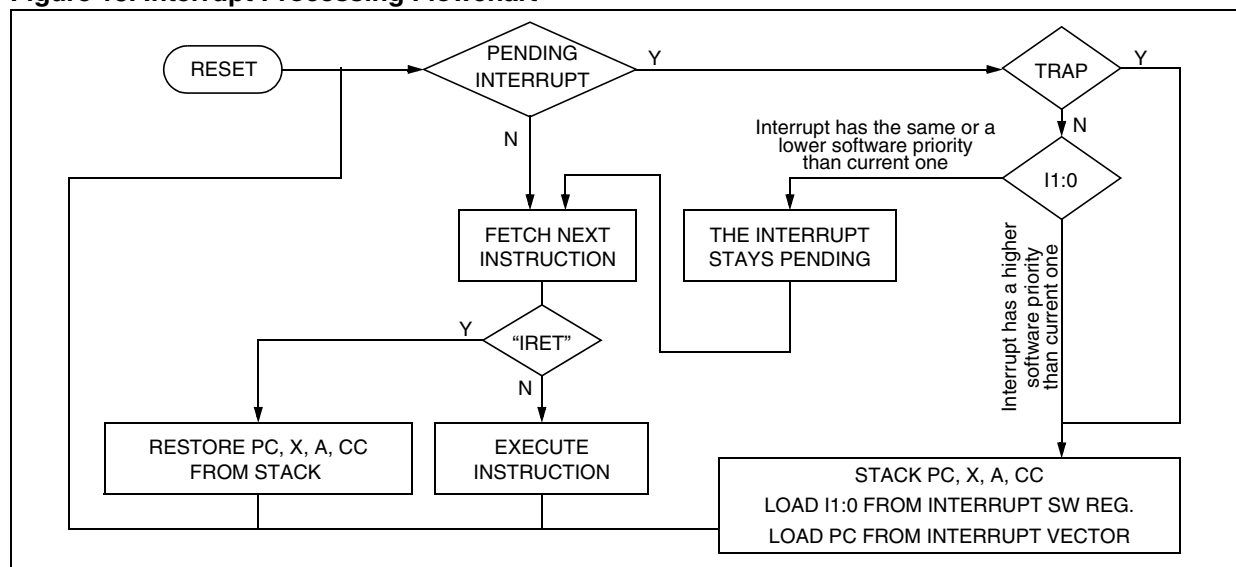 Interrupt Processing Flowchart
RESET
PENDING
INTERRUPT
Y
TRAP
Y
N
N
Interrupt has the same or a
lower software priority
than current one
I1:0
FETCH NEXT
INSTRUCTION
THE INTERRUPT
STAYS PENDING
Interrupt has a higher
software priority
than current one
Y
“IRET”
N
RESTORE PC, X, A, CC
FROM STACK
EXECUTE
INSTRUCTION
STACK PC, X, A, CC
LOAD I1:0 FROM INTERRUPT SW REG.
LOAD PC FROM INTERRUPT VECTOR